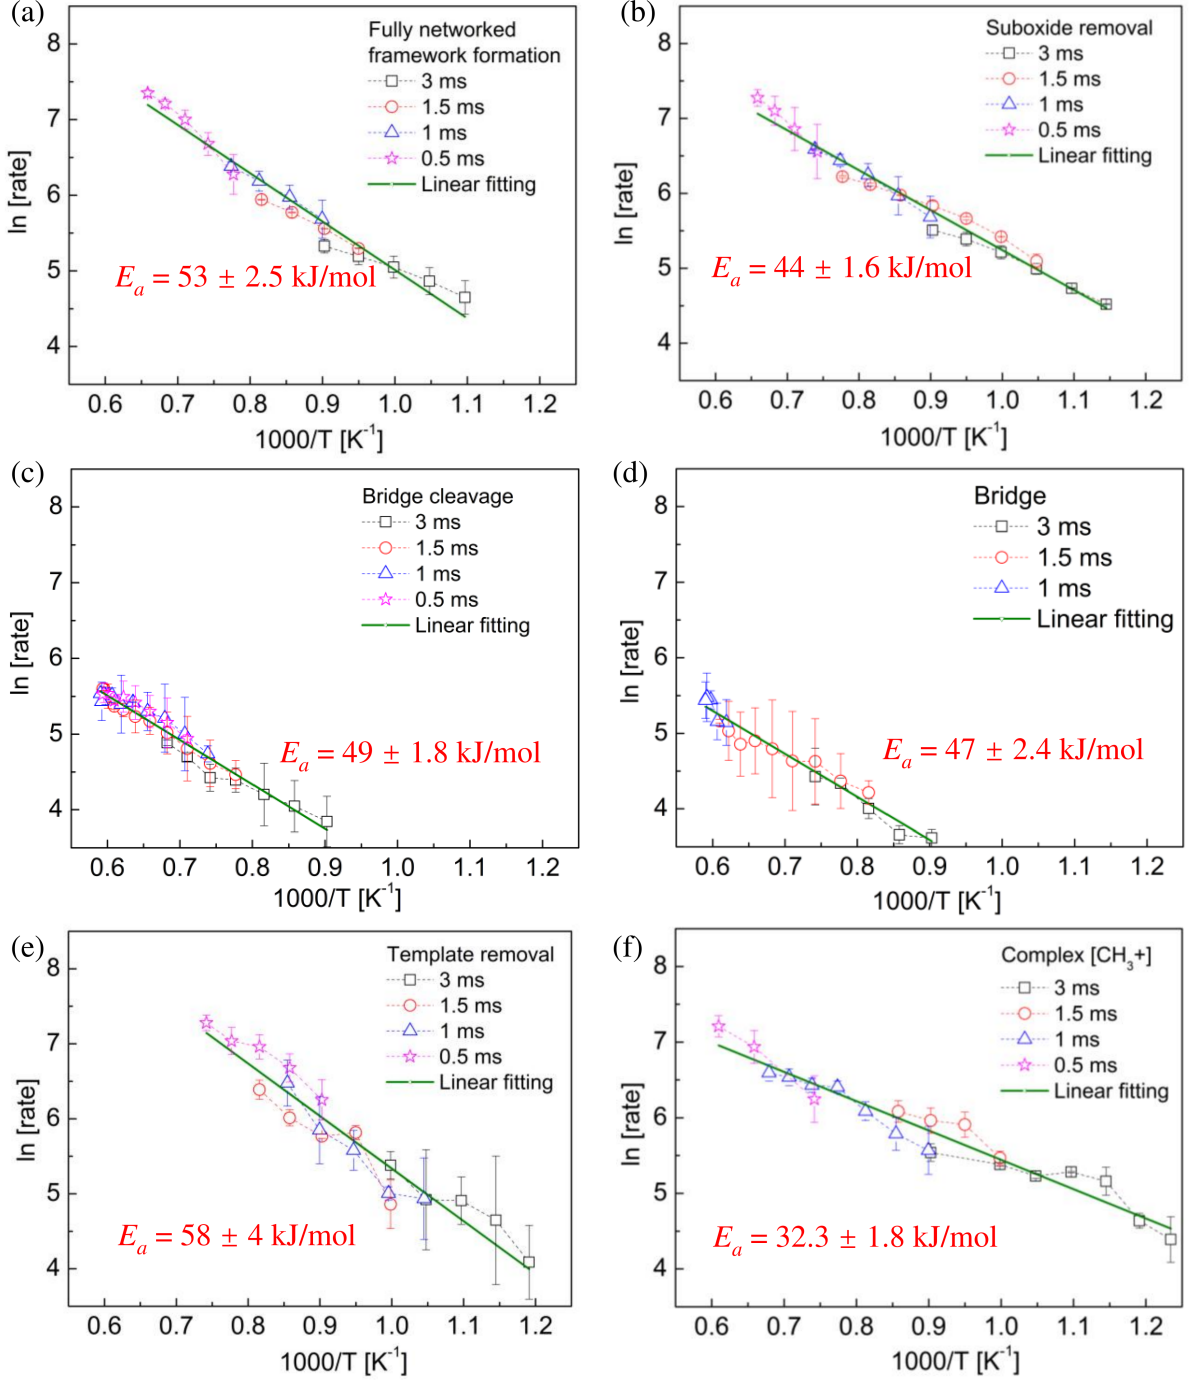 (a)
Fully networked
framework formation
3 ms
1.5 ms
1 ms
0.5 ms
Linear fitting
Eₐ = 53 ± 2.5 kJ/mol
ln [rate]
8
7
6
5
4
0.6 0.7 0.8 0.9 1.0 1.1 1.2
1000/T [K⁻¹]
(b)
Suboxide removal
3 ms
1.5 ms
1 ms
0.5 ms
Linear fitting
Eₐ = 44 ± 1.6 kJ/mol
ln [rate]
8
7
6
5
4
0.6 0.7 0.8 0.9 1.0 1.1 1.2
1000/T [K⁻¹]
(c)
Bridge cleavage
3 ms
1.5 ms
1 ms
0.5 ms
Linear fitting
Eₐ = 49 ± 1.8 kJ/mol
ln [rate]
8
7
6
5
4
0.6 0.7 0.8 0.9 1.0 1.1 1.2
1000/T [K⁻¹]
(d)
Bridge
3 ms
1.5 ms
1 ms
Linear fitting
Eₐ = 47 ± 2.4 kJ/mol
ln [rate]
8
7
6
5
4
0.6 0.7 0.8 0.9 1.0 1.1 1.2
1000/T [K⁻¹]
(e)
Template removal
3 ms
1.5 ms
1 ms
0.5 ms
Linear fitting
Eₐ = 58 ± 4 kJ/mol
ln [rate]
8
7
6
5
4
0.6 0.7 0.8 0.9 1.0 1.1 1.2
1000/T [K⁻¹]
(f)
Complex [CH₃+]
3 ms
1.5 ms
1 ms
0.5 ms
Linear fitting
Eₐ = 32.3 ± 1.8 kJ/mol
ln [rate]
8
7
6
5
4
0.6 0.7 0.8 0.9 1.0 1.1 1.2
1000/T [K⁻¹]